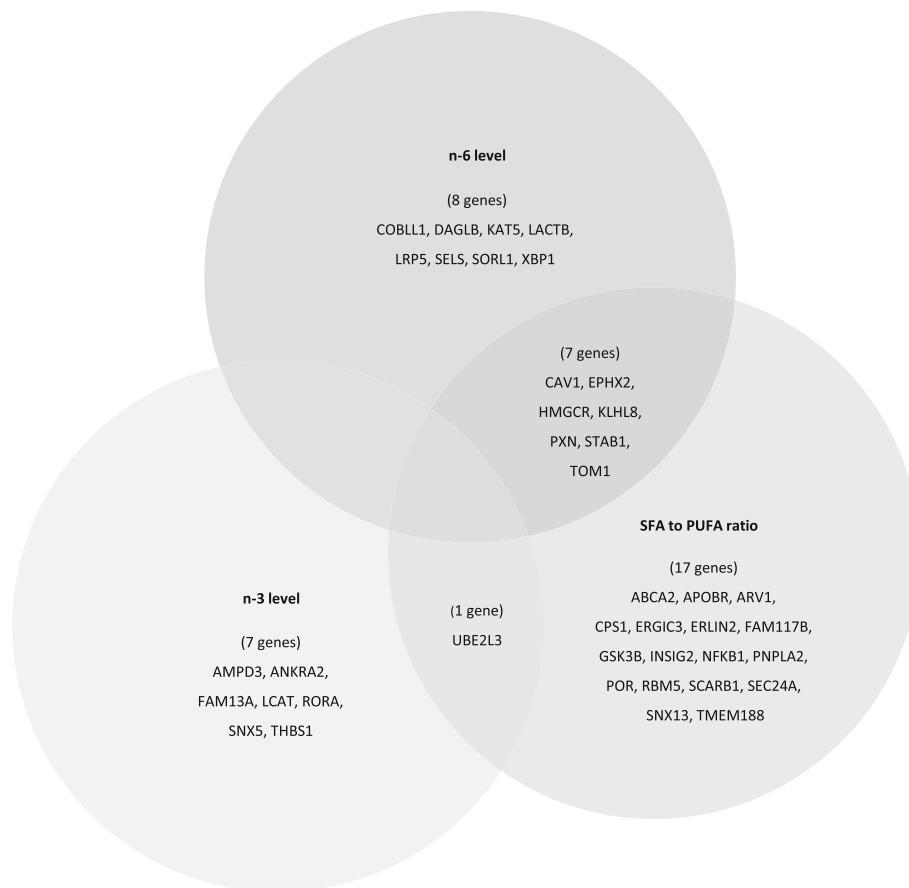 n-6 level
(8 genes)
COBLL1, DAGLB, KAT5, LACTB,
LRP5, SELS, SORL1, XBP1
(7 genes)
CAV1, EPHX2,
HMGCR, KLHL8,
PXN, STAB1,
TOM1
SFA to PUFA ratio
(17 genes)
ABCA2, APOBR, ARV1,
CPS1, ERGIC3, ERLIN2, FAM117B,
GSK3B, INSIG2, NFKB1, PNPLA2,
POR, RBM5, SCARB1, SEC24A,
SNX13, TMEM188
n-3 level
(7 genes)
AMPD3, ANKRA2,
FAM13A, LCAT, RORA,
SNX5, THBS1
(1 gene)
UBE2L3